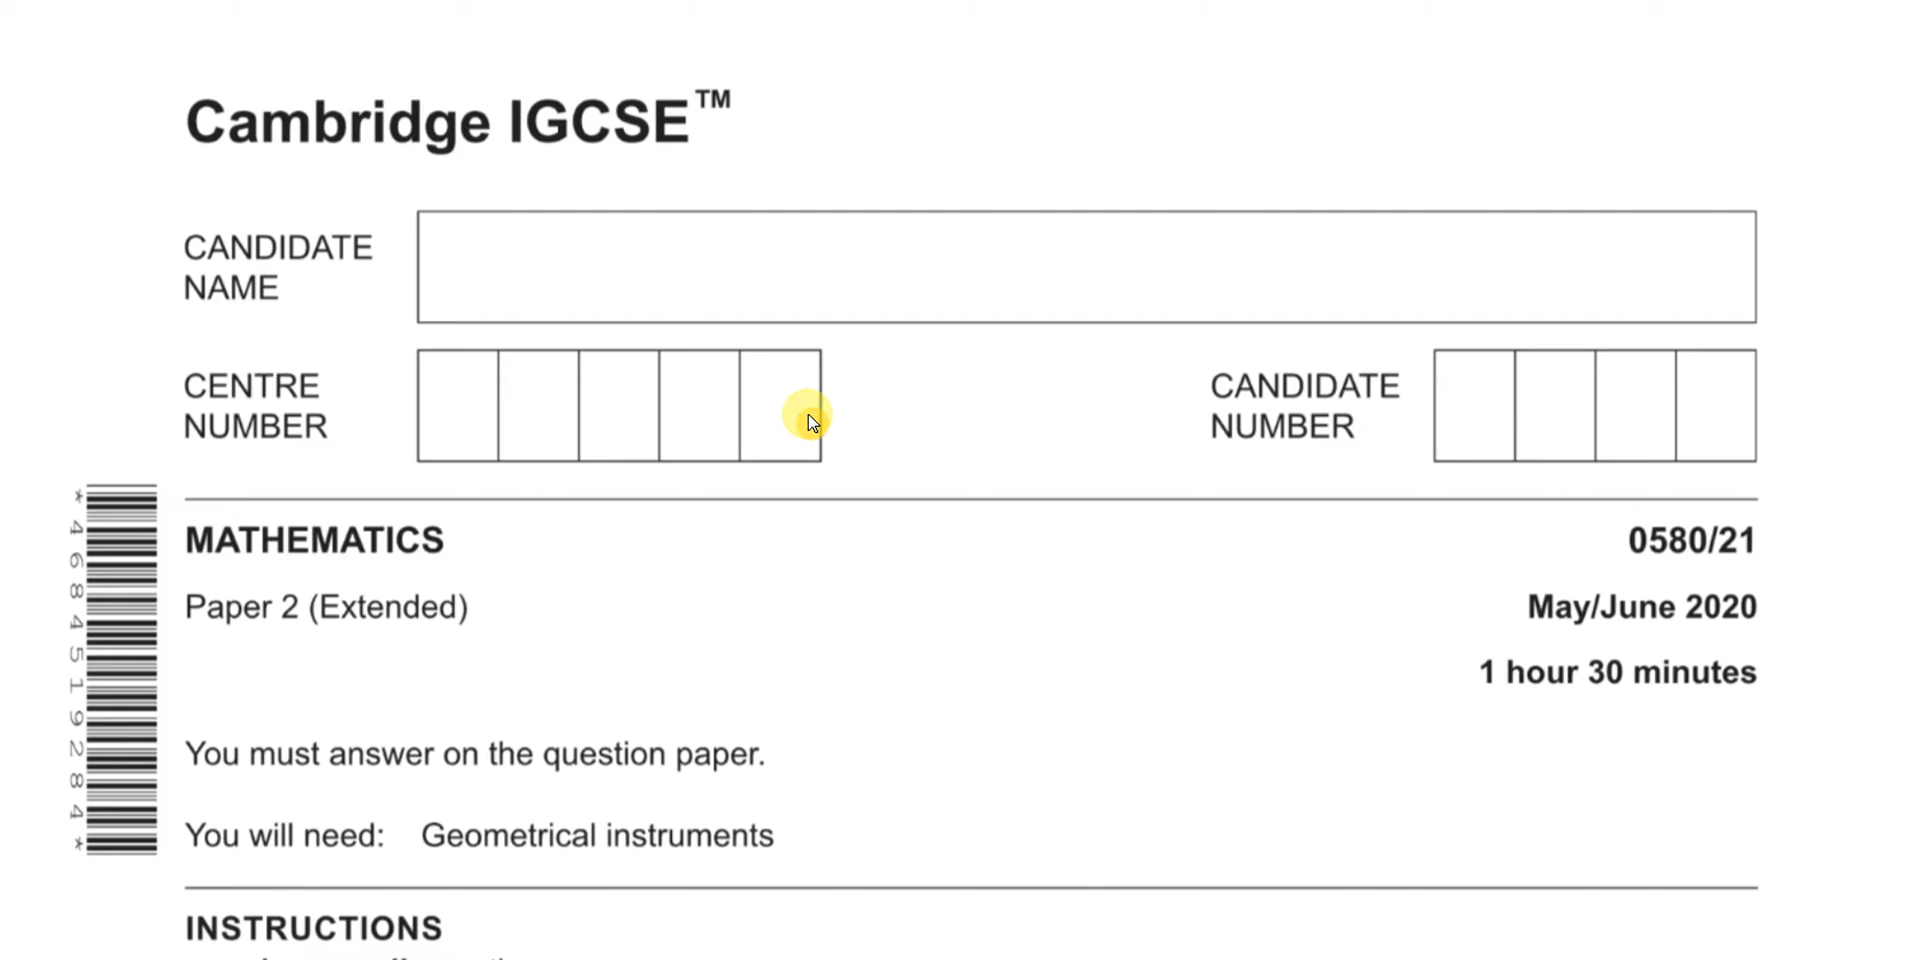 Cambridge IGCSE™
CANDIDATE
NAME
CENTRE
NUMBER
CANDIDATE
NUMBER
*4684519284*
MATHEMATICS 0580/21
Paper 2 (Extended) May/June 2020
1 hour 30 minutes
You must answer on the question paper.
You will need: Geometrical instruments
INSTRUCTIONS